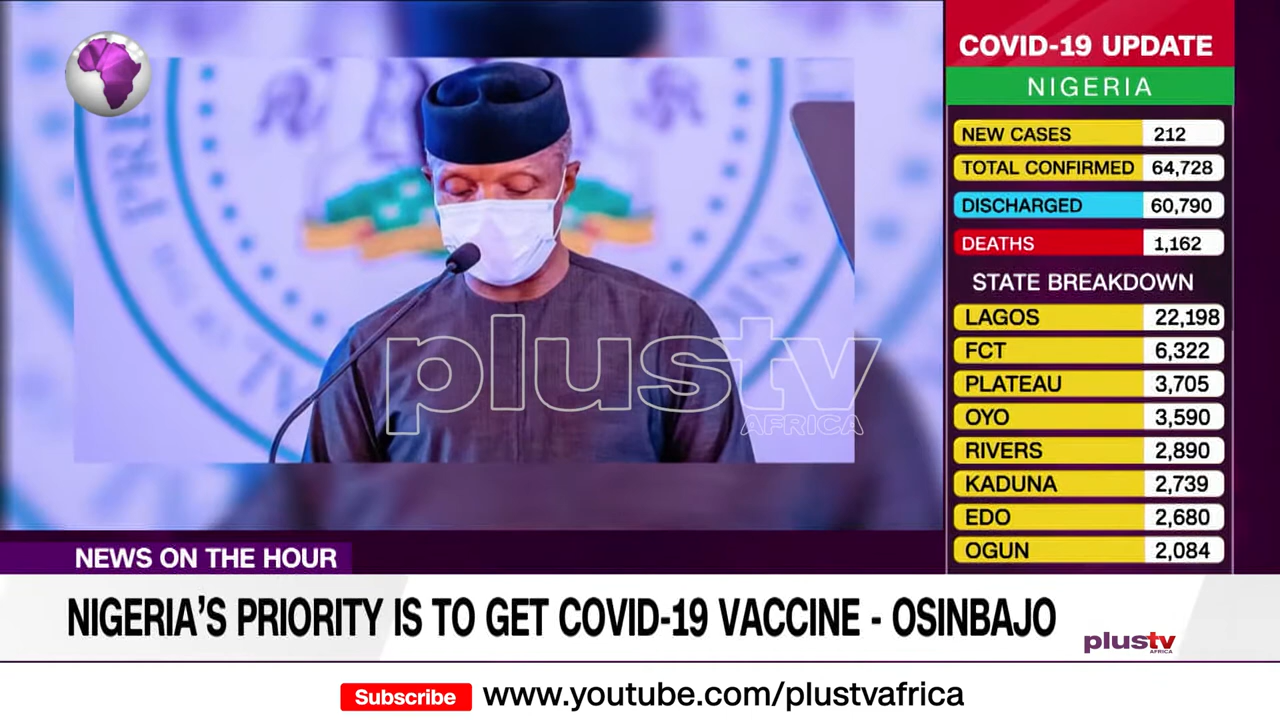 COVID-19 UPDATE
NIGERIA
NEW CASES 212
TOTAL CONFIRMED 64,728
DISCHARGED 60,790
DEATHS 1,162
STATE BREAKDOWN
LAGOS 22,198
FCT 6,322
PLATEAU 3,705
OYO 3,590
RIVERS 2,890
KADUNA 2,739
EDO 2,680
OGUN 2,084
plustv
AFRICA
NEWS ON THE HOUR
NIGERIA'S PRIORITY IS TO GET COVID-19 VACCINE - OSINBAJO
plustv
AFRICA
Subscribe www.youtube.com/plustvafrica